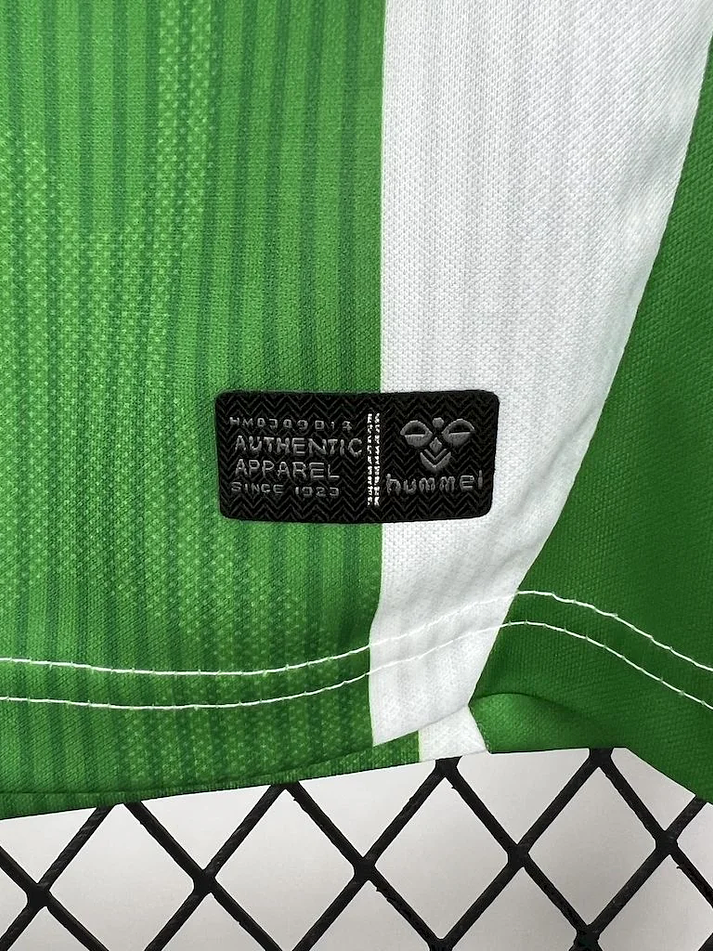 AUTHENTIC
APPAREL
SINCE 1923
hummel